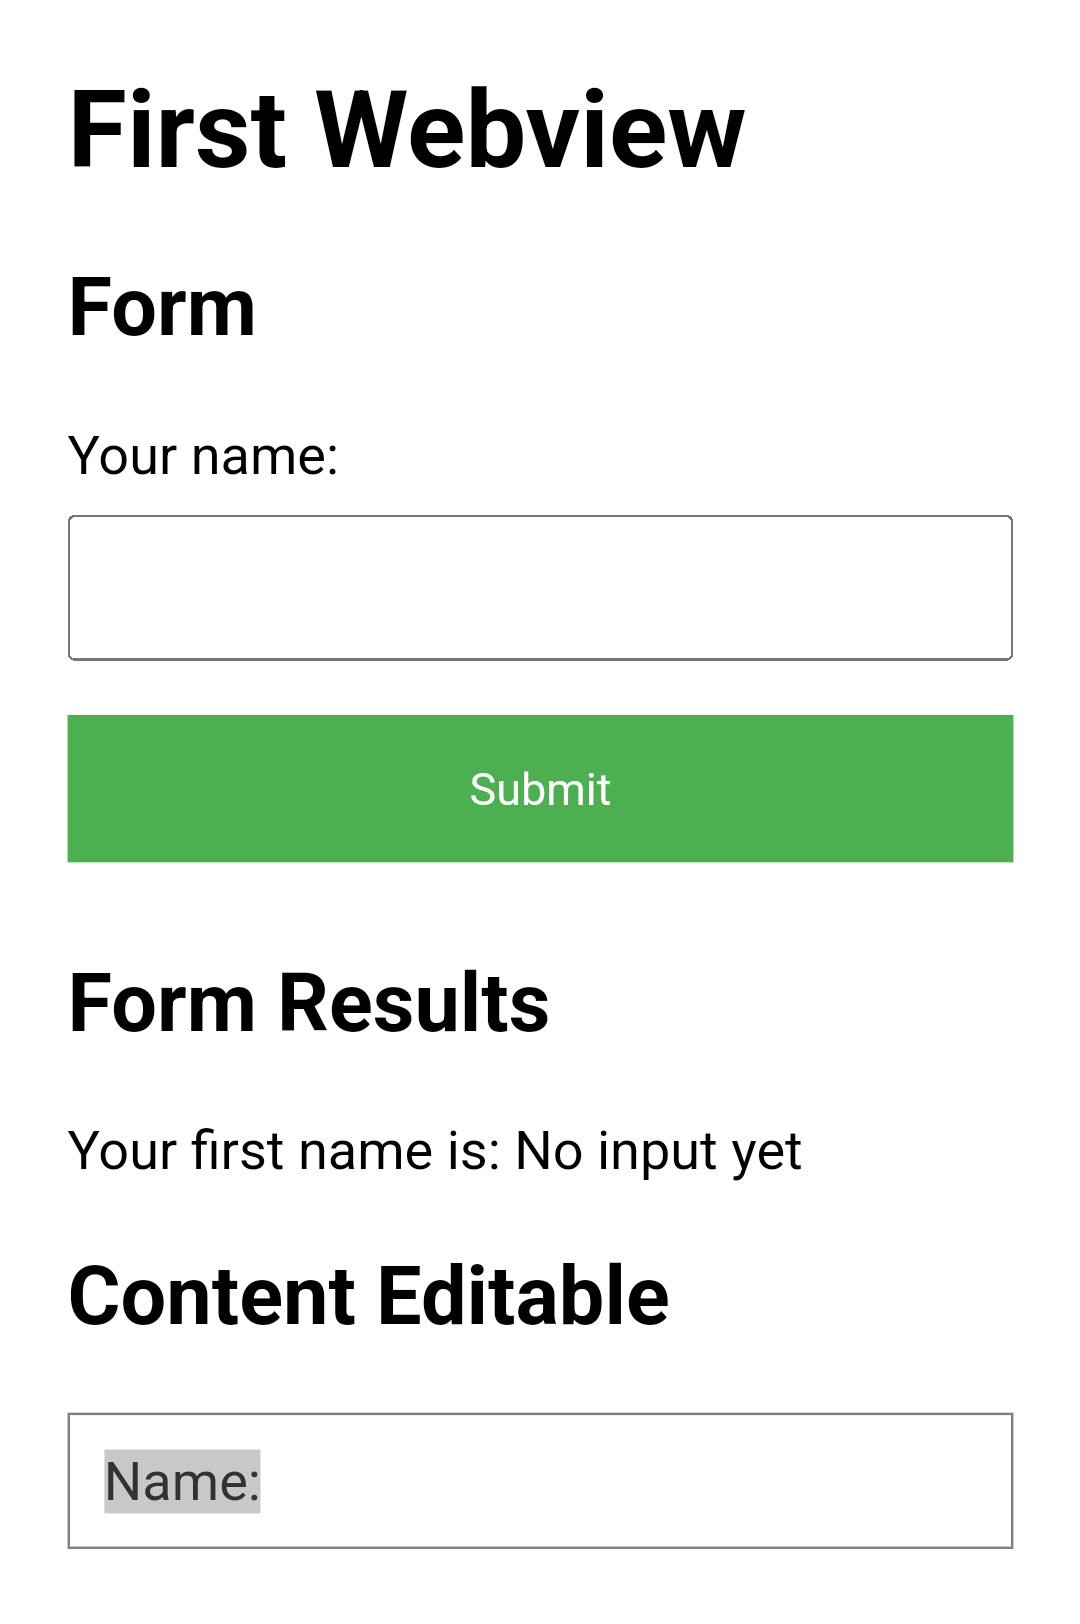 First Webview
Form
Your name:
Submit
Form Results
Your first name is: No input yet
Content Editable
Name: